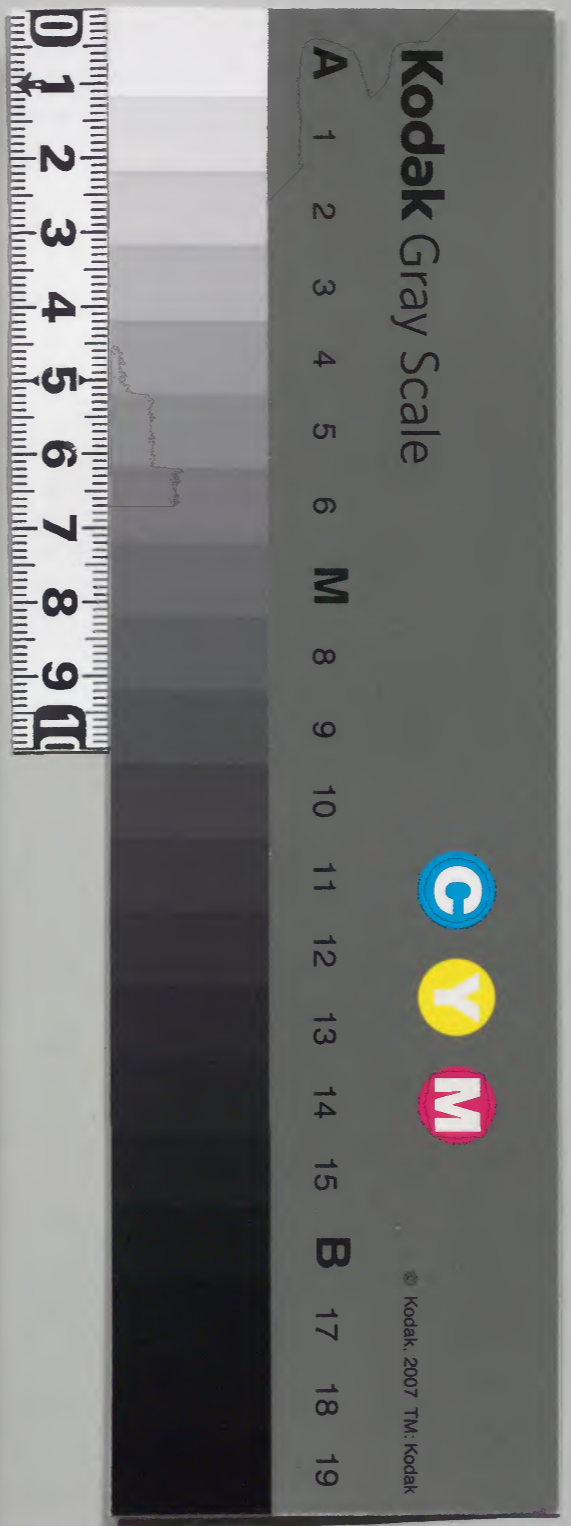 Kodak Gray Scale
C Y M
© Kodak, 2007 TM: Kodak
A 1 2 3 4 5 6 M 8 9 10 11 12 13 14 15 B 17 18 19
0 1 2 3 4 5 6 7 8 9 10